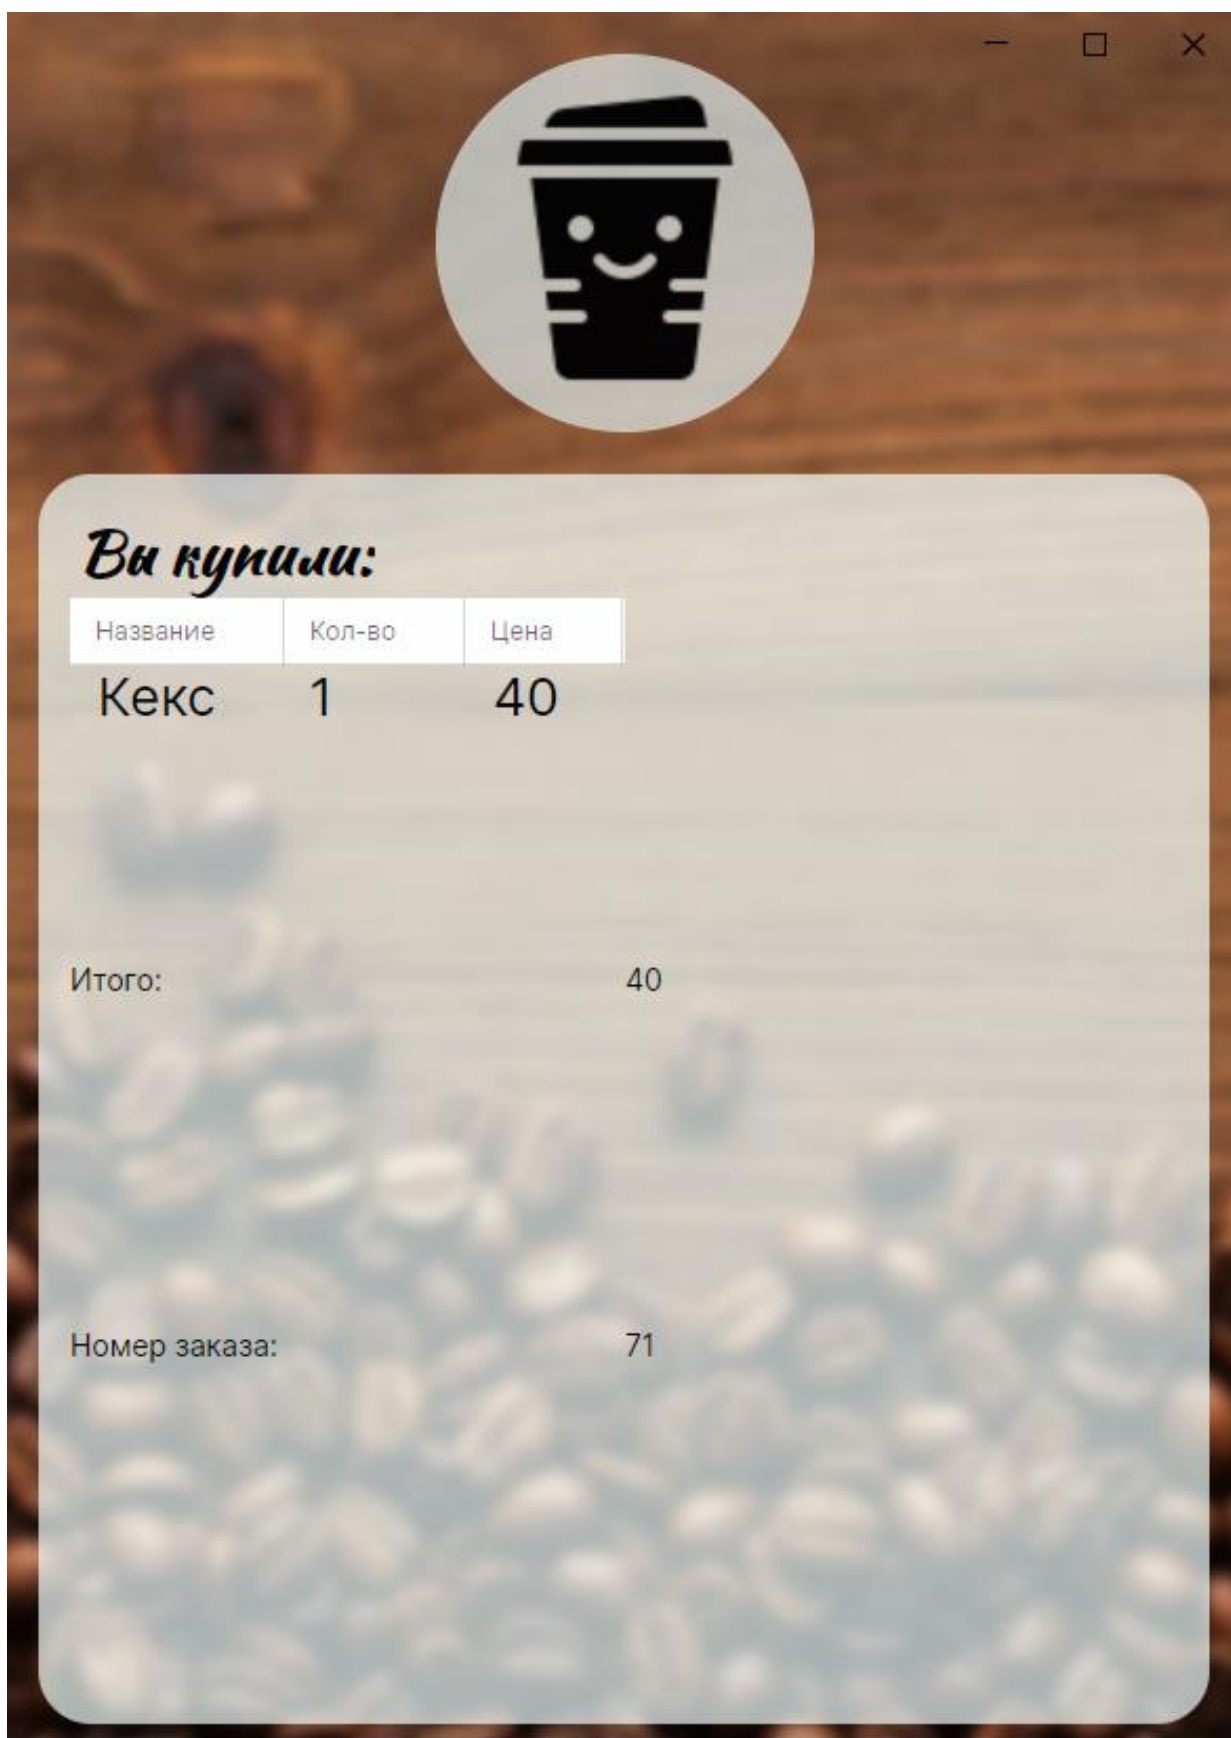 Вы купили:
Название Кол-во Цена
Кекс 1 40
Итого: 40
Номер заказа: 71